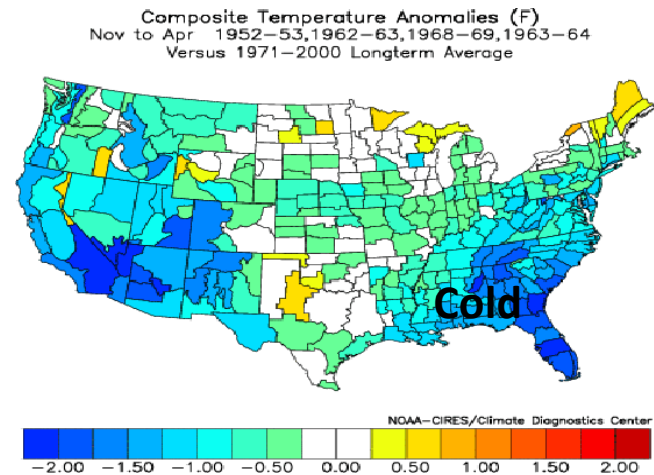 Composite Temperature Anomalies (F)
Nov to Apr 1952-53,1962-63,1968-69,1963-64
Versus 1971-2000 Longterm Average
Cold
NOAA-CIRES/Climate Diagnostics Center
-2.00 -1.50 -1.00 -0.50 0.00 0.50 1.00 1.50 2.00